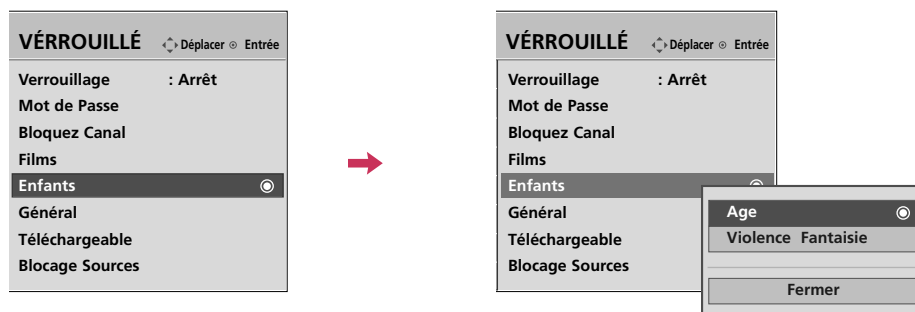 VÉRROUILLÉ Déplacer Entrée
Verrouillage : Arrêt
Mot de Passe
Bloquez Canal
Films
Enfants
Général
Téléchargeable
Blocage Sources
VÉRROUILLÉ Déplacer Entrée
Verrouillage : Arrêt
Mot de Passe
Bloquez Canal
Films
Enfants
Général
Téléchargeable
Blocage Sources
Age
Violence Fantaisie
Fermer